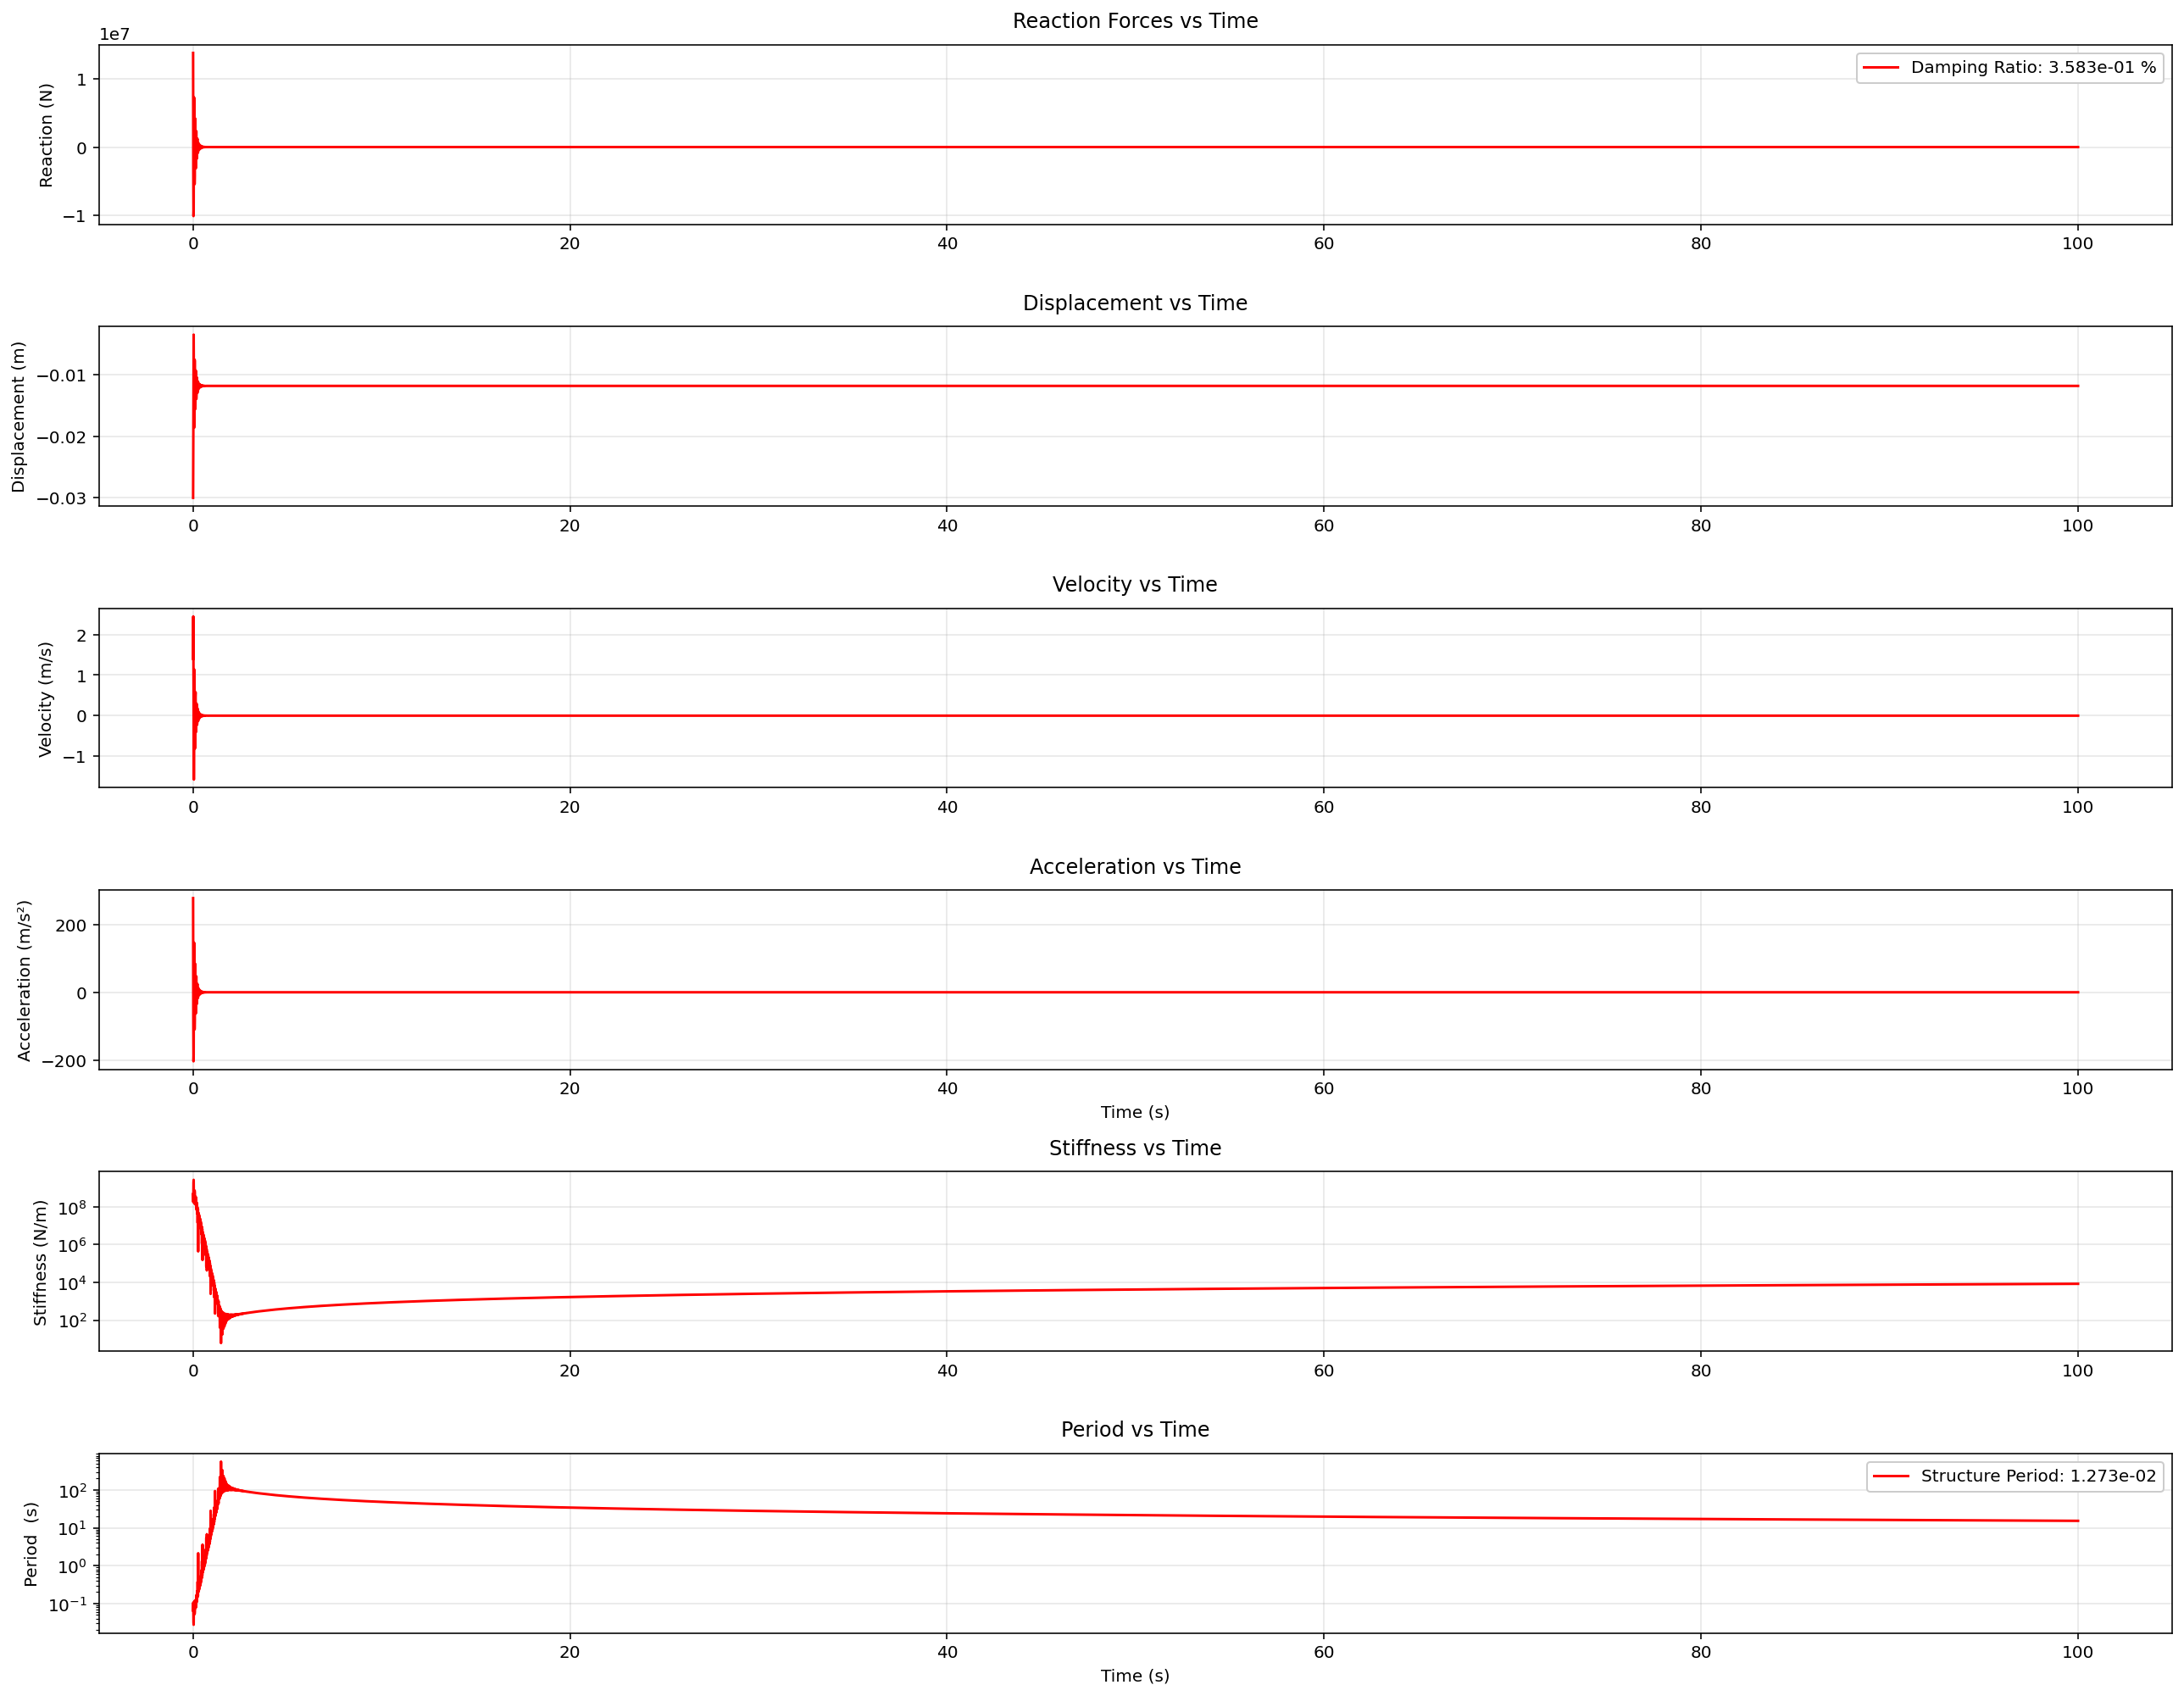 Reaction Forces vs Time
1e7
Reaction (N)
1
0
−1
Damping Ratio: 3.583e-01 %
0 20 40 60 80 100
Displacement vs Time
Displacement (m)
−0.01
−0.02
−0.03
0 20 40 60 80 100
Velocity vs Time
Velocity (m/s)
2
1
0
−1
0 20 40 60 80 100
Acceleration vs Time
Acceleration (m/s²)
200
0
−200
0 20 40 60 80 100
Time (s)
Stiffness vs Time
Stiffness (N/m)
10⁸
10⁶
10⁴
10²
0 20 40 60 80 100
Period vs Time
Period (s)
10²
10¹
10⁰
10⁻¹
Structure Period: 1.273e-02
0 20 40 60 80 100
Time (s)